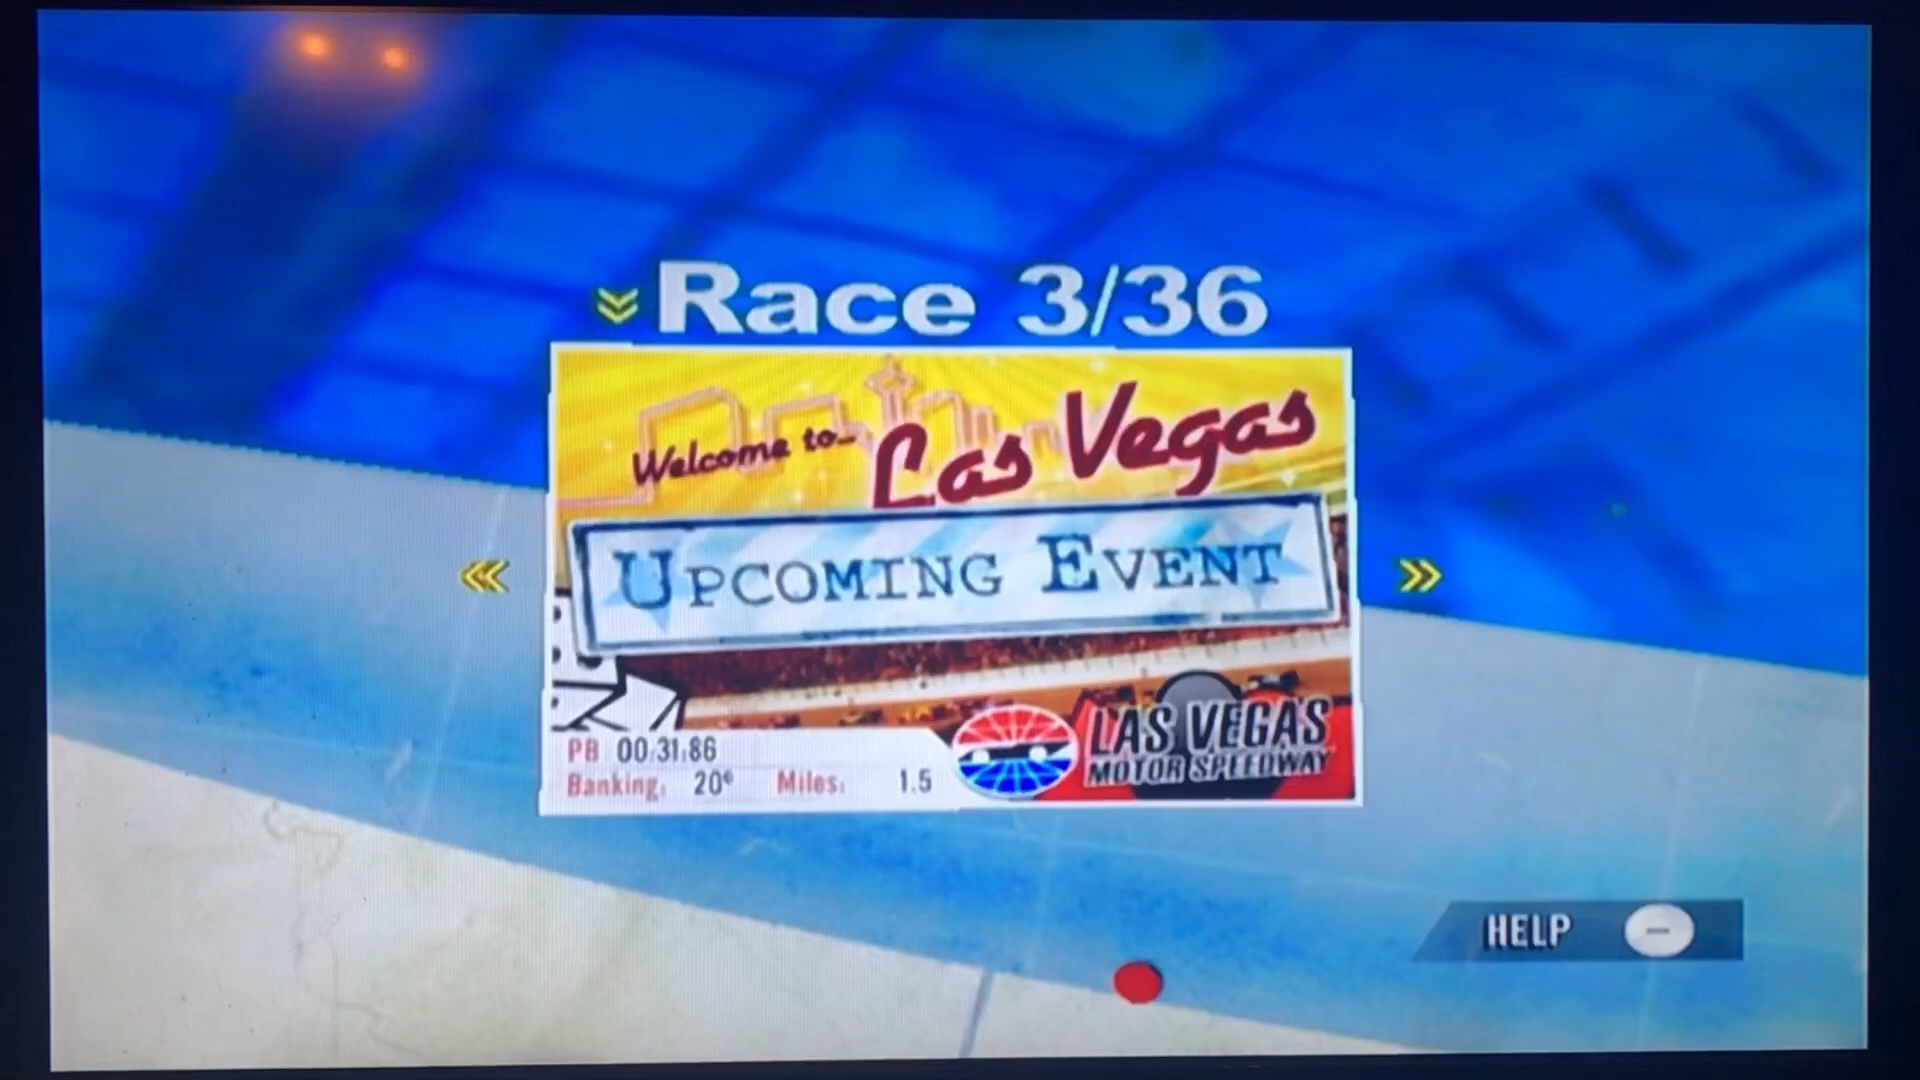 Race 3/36
Welcome to... Las Vegas
UPCOMING EVENT
PB 00:31:86
Banking: 20° Miles: 1.5
LAS VEGAS
MOTOR SPEEDWAY
HELP -